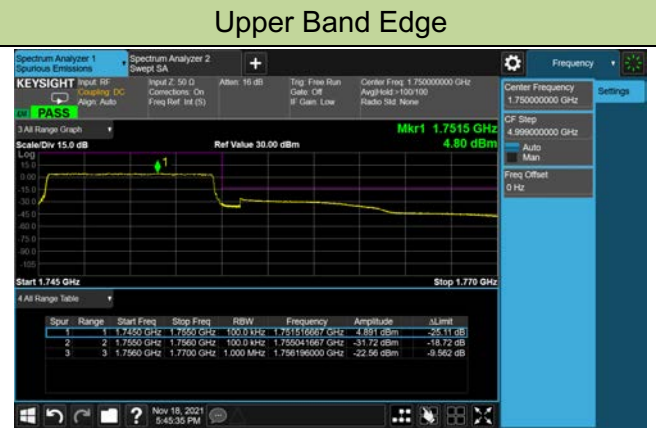 Upper Band Edge
Spectrum Analyzer 1
Spurious Emissions
Spectrum Analyzer 2
Swept SA
+
Frequency
KEYSIGHT
Input: RF
Coupling: DC
Align: Auto
Input Z: 50 Ω
Corrections: On
Freq Ref: Int (S)
Atten: 16 dB
Trig: Free Run
Gate: Off
IF Gain: Low
Center Freq: 1.750000000 GHz
Avg|Hold:>100/100
Radio Std: None
PASS
Center Frequency
1.750000000 GHz
Settings
CF Step
4.999000000 GHz
Auto
Man
Freq Offset
0 Hz
3 All Range Graph
Mkr1 1.7515 GHz
Scale/Div 15.0 dB
Ref Value 30.00 dBm
4.80 dBm
Log
1
15.0
0.00
-15.0
-30.0
-45.0
-60.0
-75.0
-90.0
-105
Start 1.745 GHz
Stop 1.770 GHz
4 All Range Table
Spur Range Start Freq Stop Freq RBW Frequency Amplitude ΔLimit
1 1 1.7450 GHz 1.7550 GHz 100.0 kHz 1.751516667 GHz 4.891 dBm -25.11 dB
2 2 1.7550 GHz 1.7560 GHz 100.0 kHz 1.755041667 GHz -31.72 dBm -18.72 dB
3 3 1.7560 GHz 1.7700 GHz 1.000 MHz 1.756196000 GHz -22.56 dBm -9.562 dB
?
Nov 18, 2021
5:45:35 PM